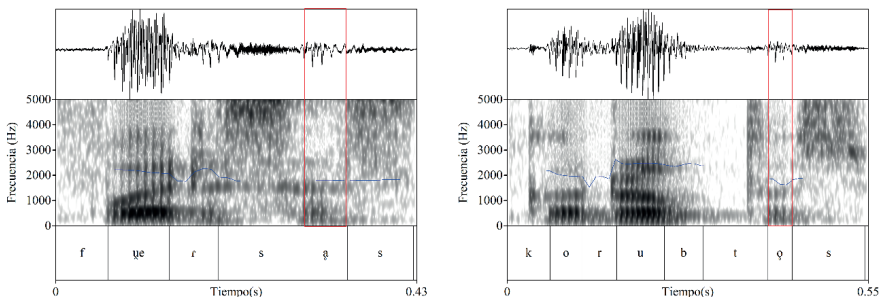 Frecuencia (Hz)
5000
4000
3000
2000
1000
0
f u̯e ɾ s ḁ s
0 Tiempo(s) 0.43
Frecuencia (Hz)
5000
4000
3000
2000
1000
0
k o r u b t o̥ s
0 Tiempo(s) 0.55